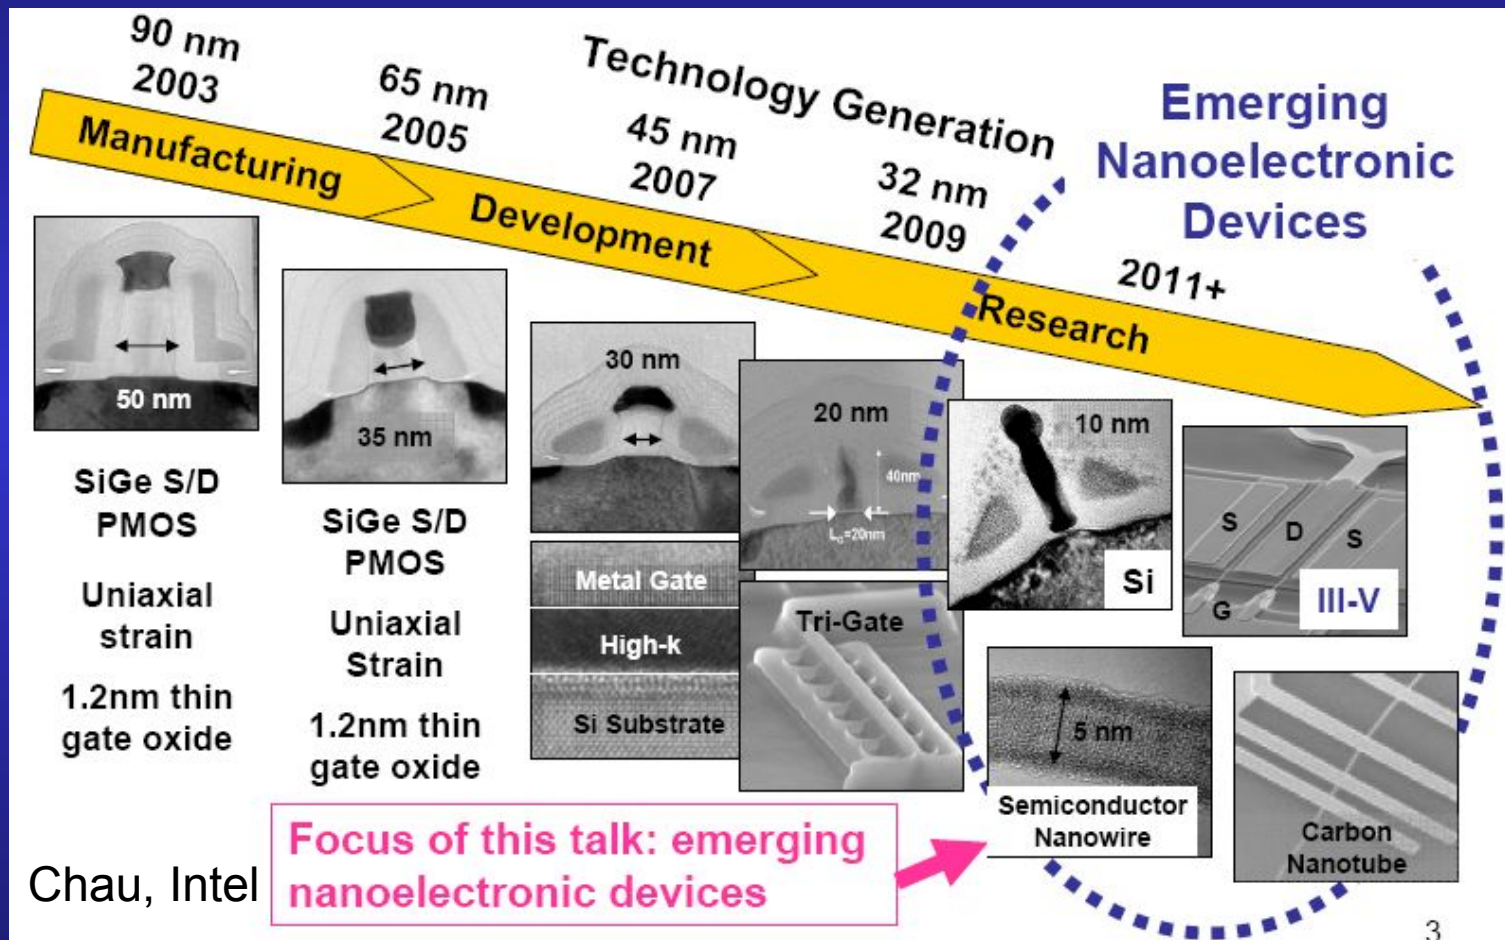 90 nm
2003
65 nm
2005
Technology Generation
45 nm
2007
32 nm
2009
2011+
Emerging
Nanoelectronic
Devices
Manufacturing
Development
Research
50 nm
SiGe S/D
PMOS
Uniaxial
strain
1.2nm thin
gate oxide
35 nm
SiGe S/D
PMOS
Uniaxial
Strain
1.2nm thin
gate oxide
30 nm
Metal Gate
High-k
Si Substrate
20 nm
40nm
LG=20nm
Tri-Gate
10 nm
Si
S
D
S
G
III-V
5 nm
Semiconductor
Nanowire
Carbon
Nanotube
Focus of this talk: emerging
nanoelectronic devices
Chau, Intel
3